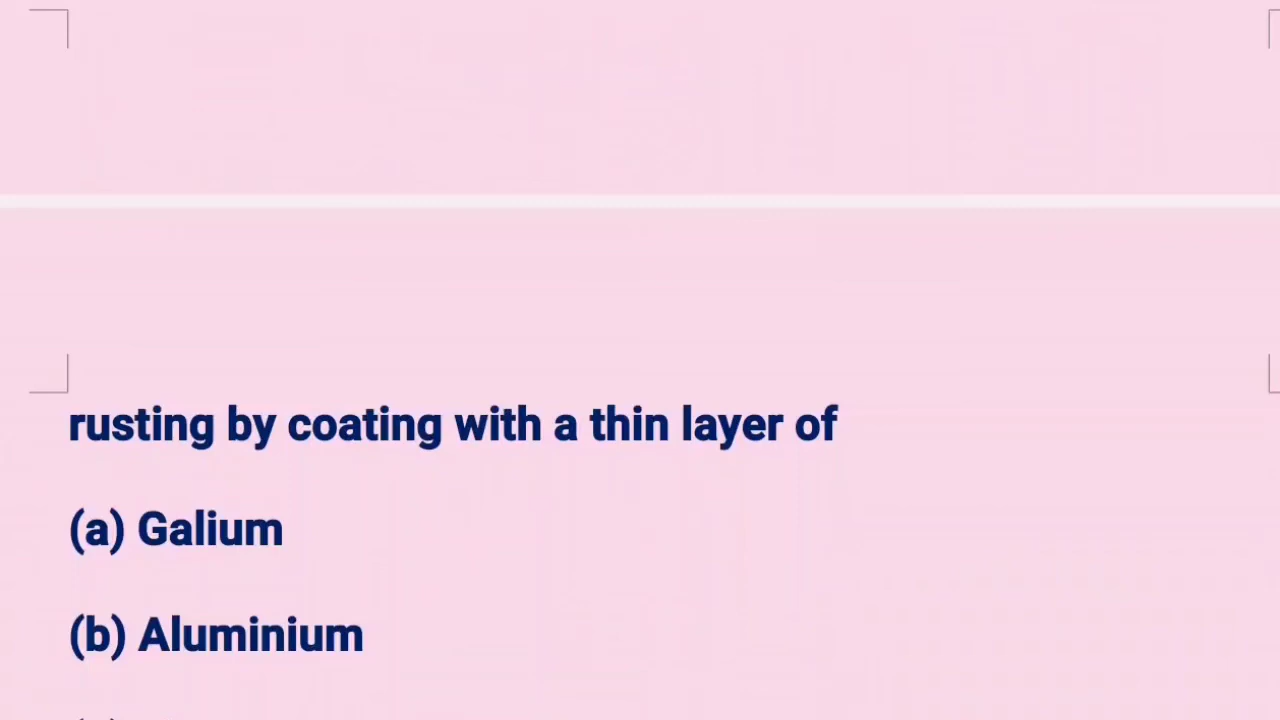 rusting by coating with a thin layer of
(a) Galium
(b) Aluminium